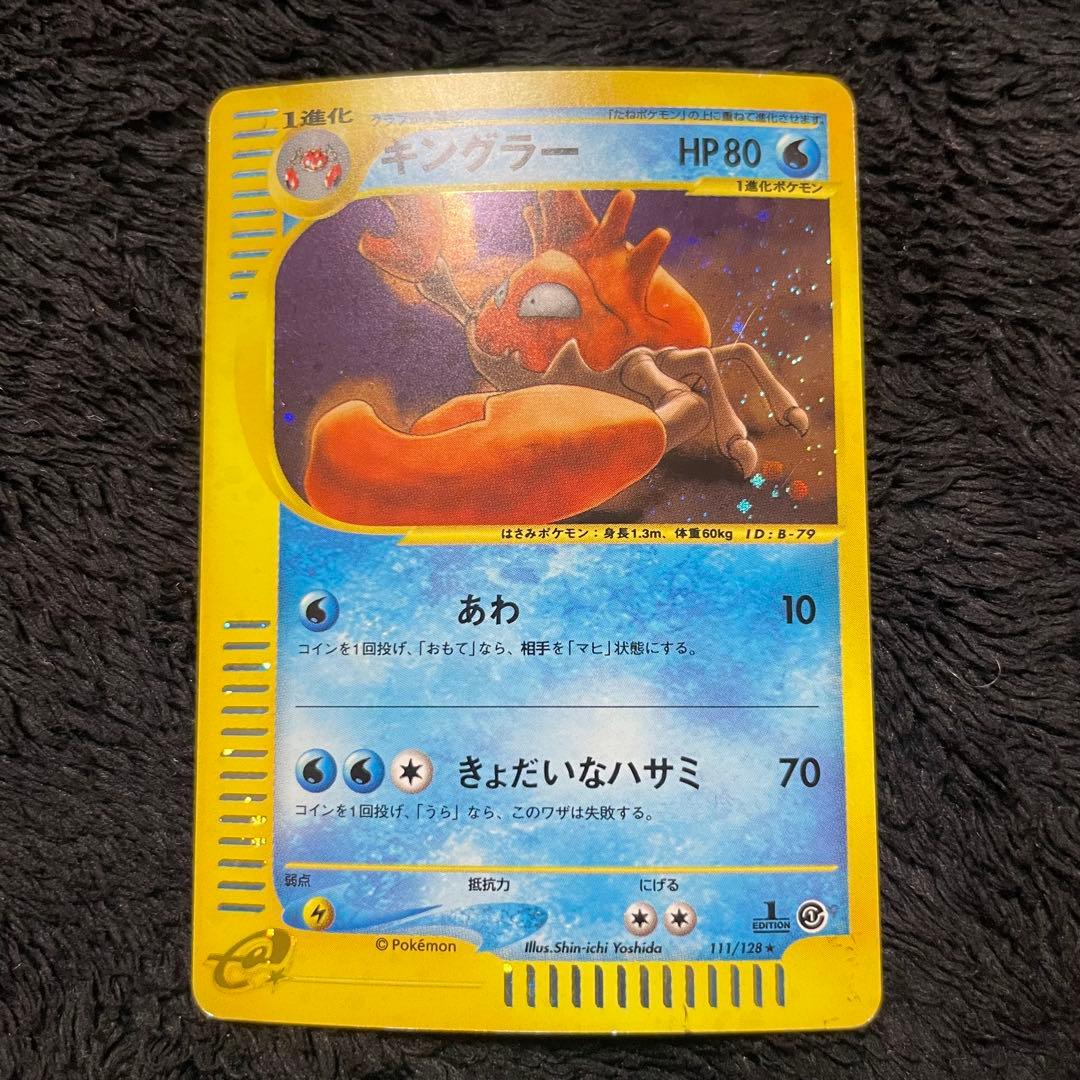 1進化
「たねポケモン」の上に重ねて進化させます。
キングラー HP80
1進化ポケモン
はさみポケモン：身長1.3m、体重60kg ID：B-79
あわ 10
コインを1回投げ、「おもて」なら、相手を「マヒ」状態にする。
きょだいなハサミ 70
コインを1回投げ、「うら」なら、このワザは失敗する。
弱点 抵抗力 にげる
1 EDITION
© Pokémon Illus.Shin-ichi Yoshida 111/128★
e